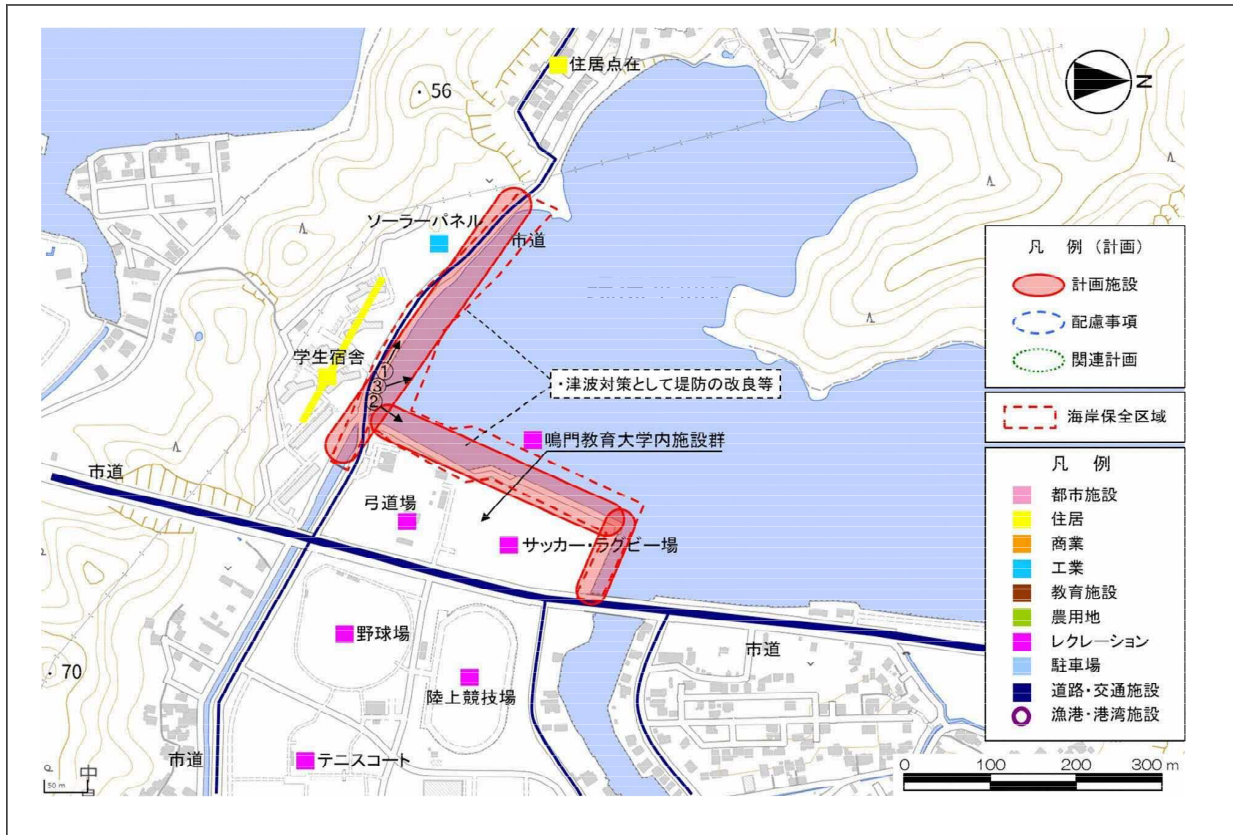 住居点在
56
N
ソーラーパネル
市道
凡 例 (計画)
計画施設
配慮事項
関連計画
海岸保全区域
学生宿舎
①
③
②
・津波対策として堤防の改良等
鳴門教育大学内施設群
市道
弓道場
サッカー・ラグビー場
凡 例
都市施設
住居
商業
工業
教育施設
農用地
レクレーション
駐車場
道路・交通施設
漁港・港湾施設
野球場
市道
70
陸上競技場
市道
テニスコート
中
50 m
0 100 200 300 m